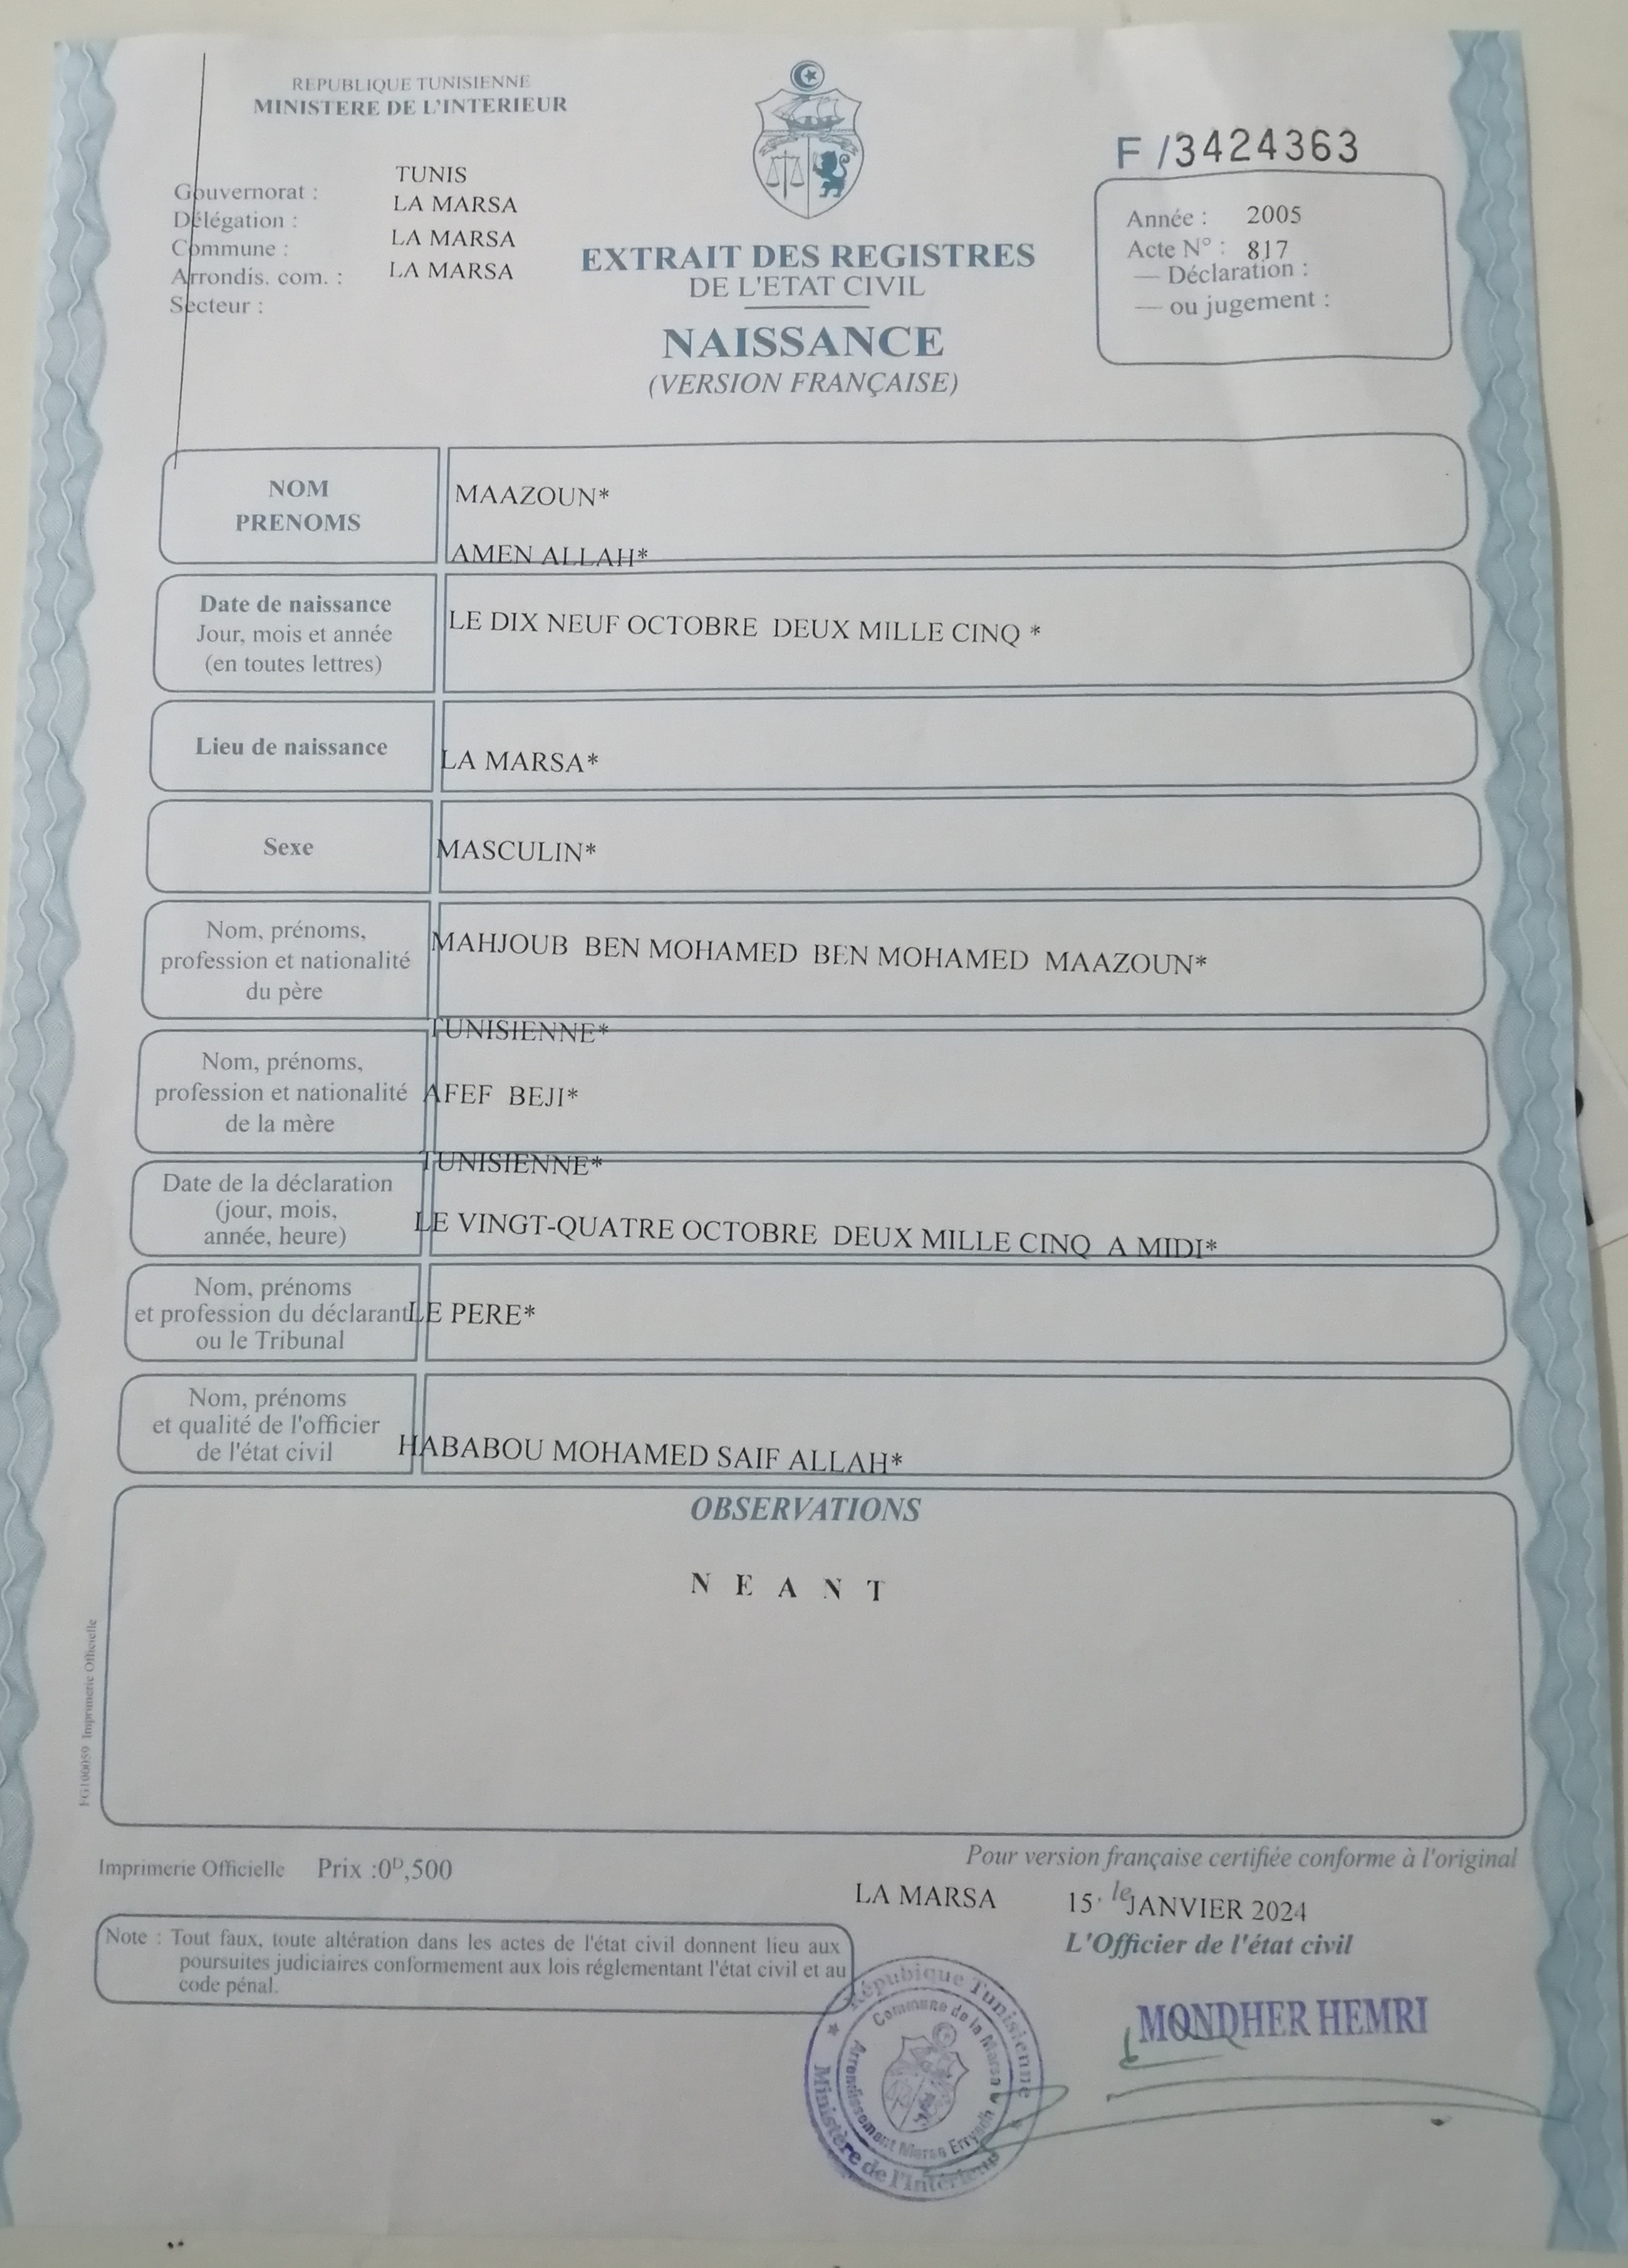 REPUBLIQUE TUNISIENNE
MINISTERE DE L'INTERIEUR
F /3424363
Gouvernorat : TUNIS
Délégation : LA MARSA
Commune : LA MARSA
Arrondis. com. : LA MARSA
Secteur :
EXTRAIT DES REGISTRES
DE L'ETAT CIVIL
NAISSANCE
(VERSION FRANÇAISE)
Année : 2005
Acte N° : 817
— Déclaration :
— ou jugement :
NOM
PRENOMS
MAAZOUN*
AMEN ALLAH*
Date de naissance
Jour, mois et année
(en toutes lettres)
LE DIX NEUF OCTOBRE DEUX MILLE CINQ *
Lieu de naissance
LA MARSA*
Sexe
MASCULIN*
Nom, prénoms,
profession et nationalité
du père
MAHJOUB BEN MOHAMED BEN MOHAMED MAAZOUN*
TUNISIENNE*
Nom, prénoms,
profession et nationalité
de la mère
AFEF BEJI*
TUNISIENNE*
Date de la déclaration
(jour, mois,
année, heure)
LE VINGT-QUATRE OCTOBRE DEUX MILLE CINQ A MIDI*
Nom, prénoms
et profession du déclarant
ou le Tribunal
LE PERE*
Nom, prénoms
et qualité de l'officier
de l'état civil
HABABOU MOHAMED SAIF ALLAH*
OBSERVATIONS
N E A N T
FG100059 Imprimerie Officielle
Imprimerie Officielle Prix :0D,500
Pour version française certifiée conforme à l'original
LA MARSA 15. le JANVIER 2024
L'Officier de l'état civil
Note : Tout faux, toute altération dans les actes de l'état civil donnent lieu aux
poursuites judiciaires conformement aux lois réglementant l'état civil et au
code pénal.
MONDHER HEMRI
Répubique Tunisienne
Ministère de l'Intérieur
Commune de la Marsa
Arrondissement Marsa Erryadh